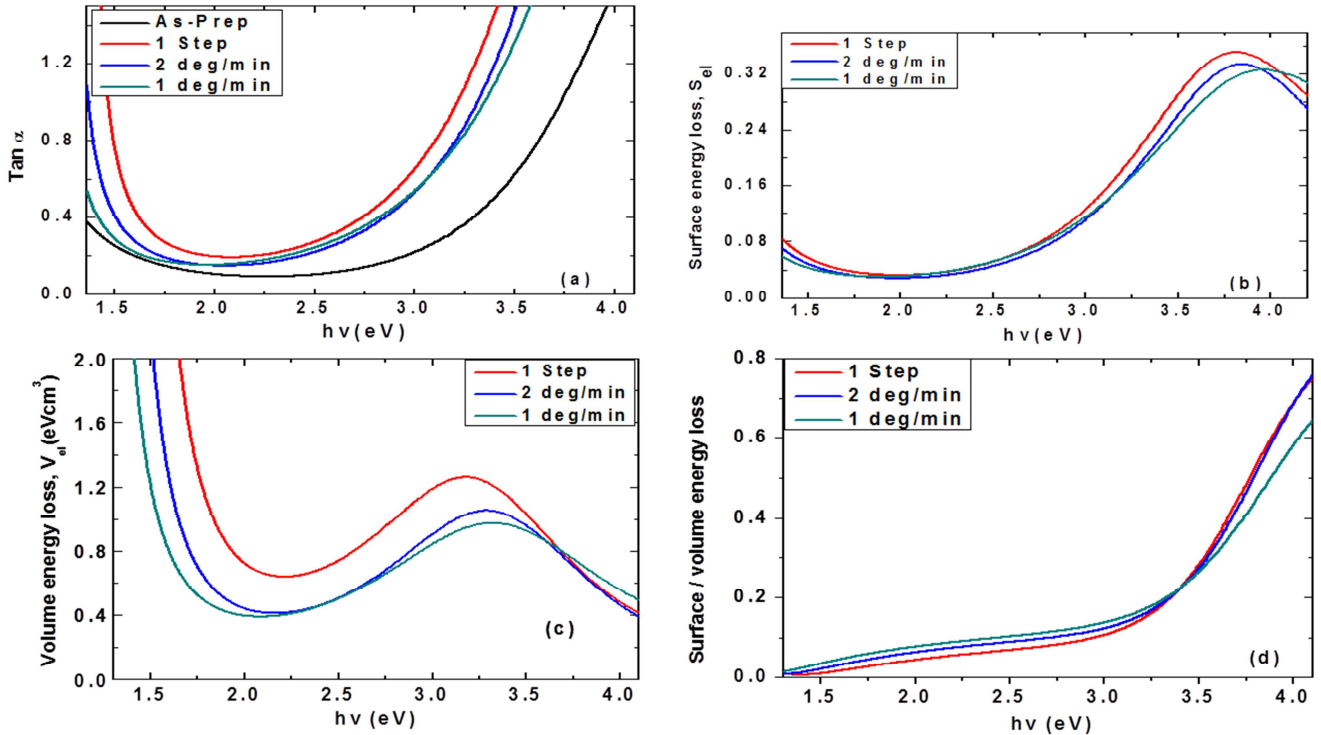 As-Prep
1 Step
2 deg/min
1 deg/min
Tan α
1.2
0.8
0.4
0.0
1.5 2.0 2.5 3.0 3.5 4.0
hν(eV)
(a)
1 Step
2 deg/min
1 deg/min
Surface energy loss, Sel
0.32
0.24
0.16
0.08
0.00
1.5 2.0 2.5 3.0 3.5 4.0
hν(eV)
(b)
1 Step
2 deg/min
1 deg/min
Volume energy loss, Vel (eVcm3)
2.0
1.6
1.2
0.8
0.4
0.0
1.5 2.0 2.5 3.0 3.5 4.0
hν (eV)
(c)
1 Step
2 deg/min
1 deg/min
Surface / volume energy loss
0.8
0.6
0.4
0.2
0.0
1.5 2.0 2.5 3.0 3.5 4.0
hν (eV)
(d)